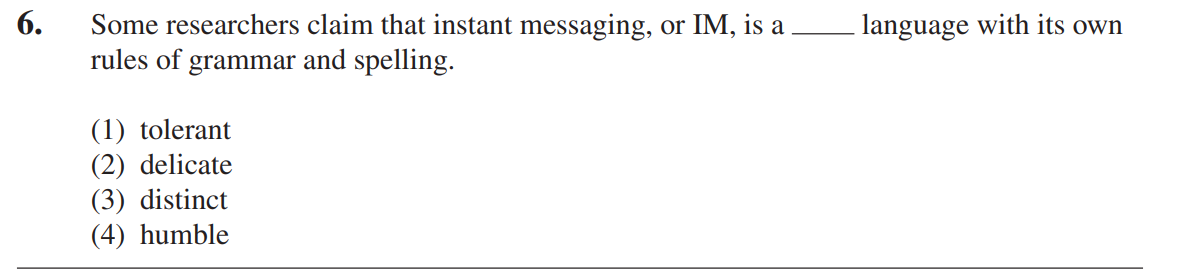 6. Some researchers claim that instant messaging, or IM, is a _____ language with its own
rules of grammar and spelling.
(1) tolerant
(2) delicate
(3) distinct
(4) humble